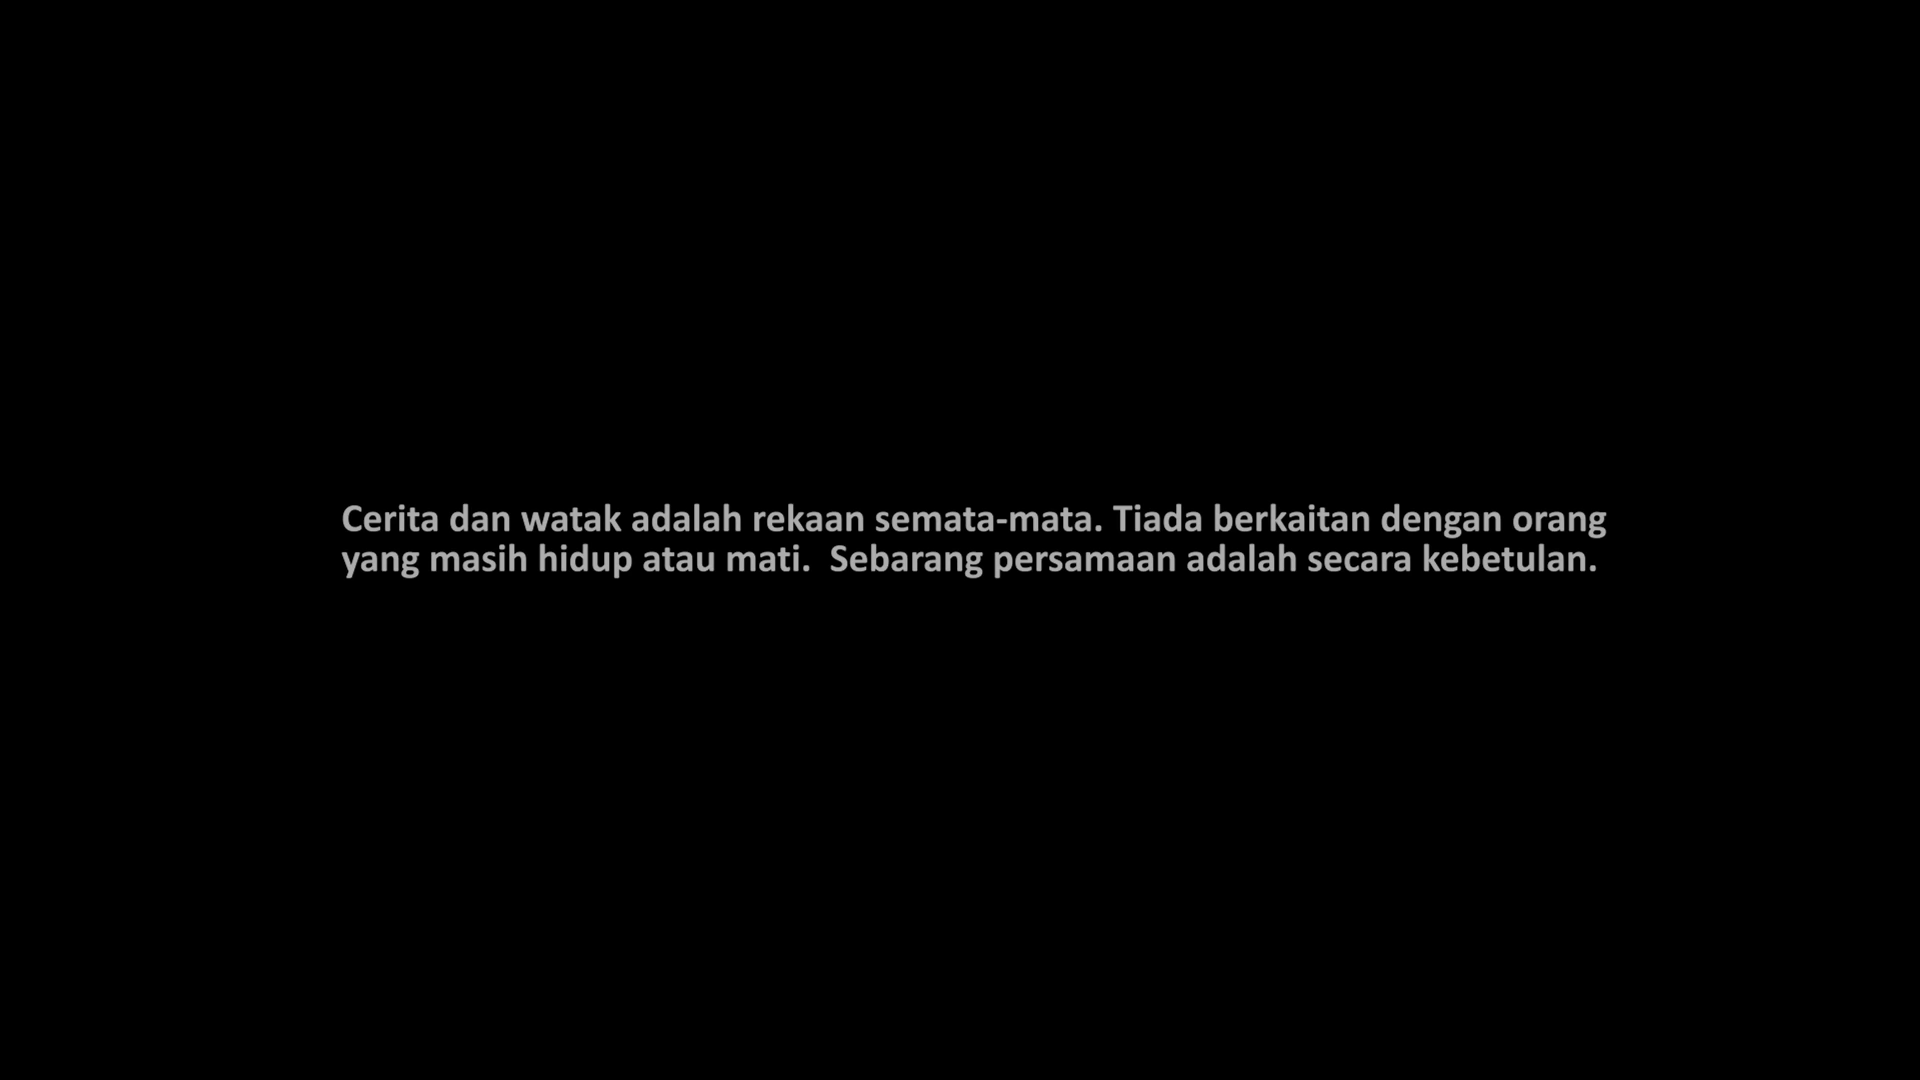 Cerita dan watak adalah rekaan semata-mata. Tiada berkaitan dengan orang
yang masih hidup atau mati.  Sebarang persamaan adalah secara kebetulan.